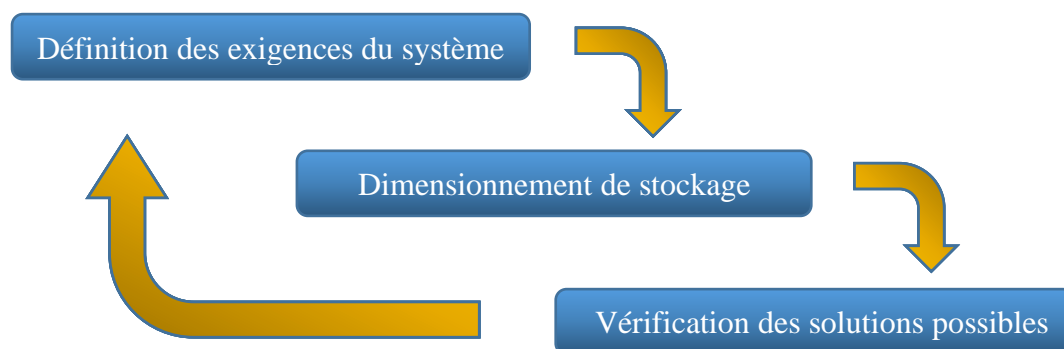 Définition des exigences du système
Dimensionnement de stockage
Vérification des solutions possibles